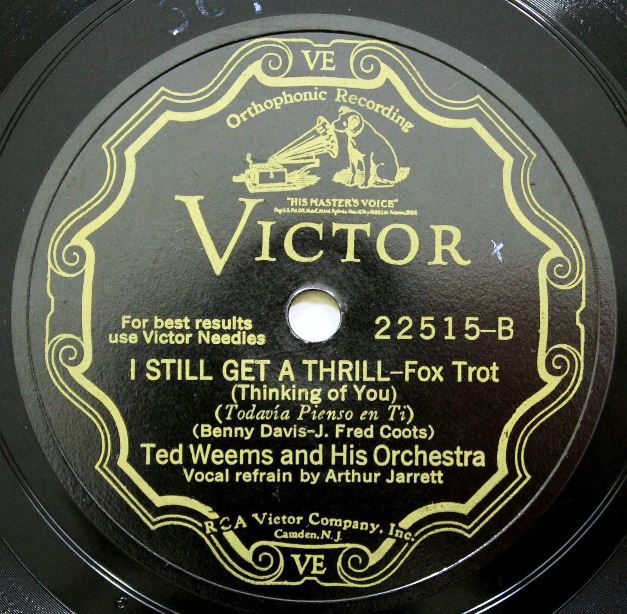 VE
Orthophonic Recording
"HIS MASTER'S VOICE"
VICTOR
For best results
use Victor Needles
22515-B
I STILL GET A THRILL-Fox Trot
(Thinking of You)
(Todavía Pienso en Ti)
(Benny Davis-J. Fred Coots)
Ted Weems and His Orchestra
Vocal refrain by Arthur Jarrett
RCA Victor Company, Inc.
Camden, N. J.
VE